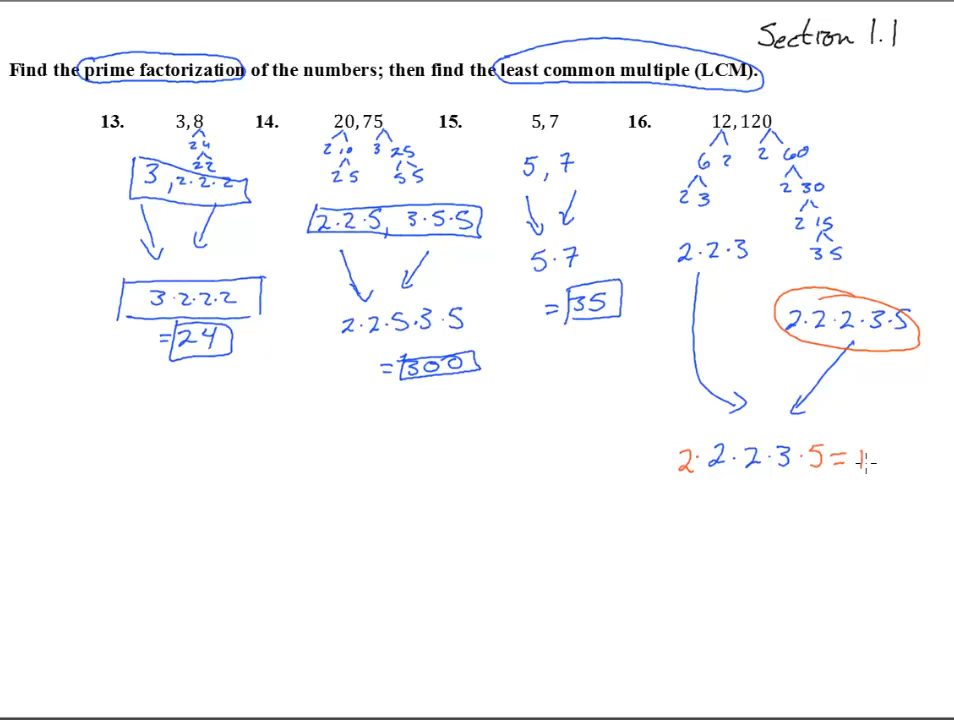 Section 1.1
Find the prime factorization of the numbers; then find the least common multiple (LCM).
13. 3,8 14. 20,75 15. 5,7 16. 12,120
2 4 2 10 3 25 6 2 2 60
2 2 2 5 5 5 2 3 2 30
3, 2·2·2 5, 7 2 15
2·2·5, 3·5·5 3 5
5·7 2·2·3
3·2·2·2 = 35 2·2·2·3·5
= 24 2·2·5·3·5
= 300
2·2·2·3·5=1